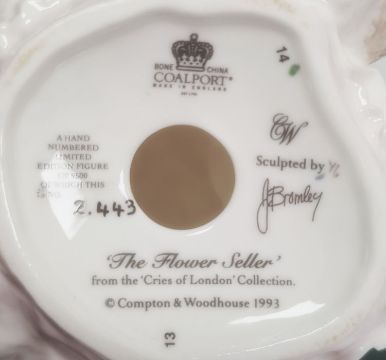 14
BONE CHINA
COALPORT
MADE IN ENGLAND
A HAND
NUMBERED
LIMITED
EDITION FIGURE
OF 9500
OF WHICH THIS
IS NO.
2.443
CW
Sculpted by
J Bromley
'The Flower Seller'
from the 'Cries of London' Collection.
© Compton & Woodhouse 1993
13